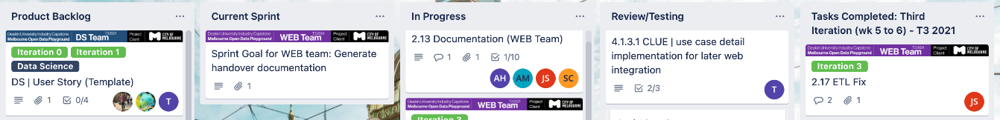 Product Backlog
Deakin University Industry Capstone
Melbourne Open Data Playground
DS Team
T3 2021
Project
Client
CITY OF
MELBOURNE
Iteration 0
Iteration 1
Data Science
DS | User Story (Template)
1
0/4
T
Current Sprint
Deakin University Industry Capstone
Melbourne Open Data Playground
WEB Team
T3 2021
Project
Client
CITY OF
MELBOURNE
Sprint Goal for WEB team: Generate
handover documentation
1
In Progress
2.13 Documentation (WEB Team)
1
1
1/10
AH
AM
JS
SC
Deakin University Industry Capstone
Melbourne Open Data Playground
WEB Team
T3 2021
Project
Client
CITY OF
MELBOURNE
Iteration 3
Review/Testing
4.1.3.1 CLUE | use case detail
implementation for later web
integration
2/3
T
Tasks Completed: Third
Iteration (wk 5 to 6) - T3 2021
Deakin University Industry Capstone
Melbourne Open Data Playground
WEB Team
T3 2021
Project
Client
CITY OF
MELBOURNE
Iteration 3
2.17 ETL Fix
2
1
JS